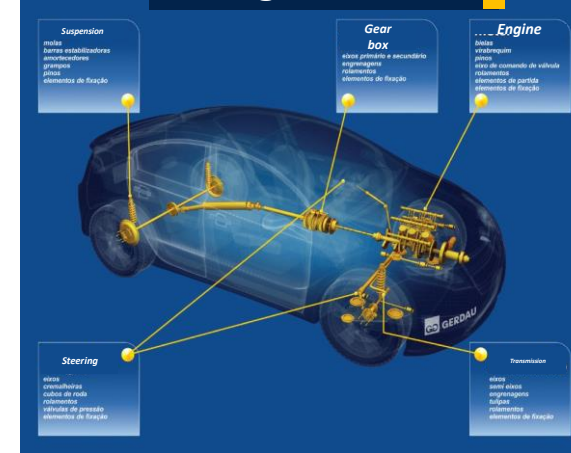 Suspension
molas
barras estabilizadoras
amortecedores
grampos
pinos
elementos de fixação
Gear
box
eixos primário e secundário
engrenagens
rolamentos
elementos de fixação
Engine
bielas
virabrequim
pinos
eixo de comando de válvula
rolamentos
elementos de partida
elementos de fixação
GG GERDAU
Steering
eixos
cremalheiras
cubos de roda
rolamentos
válvulas de pressão
elementos de fixação
Transmission
eixos
semi eixos
engrenagens
tulipas
rolamentos
elementos de fixação